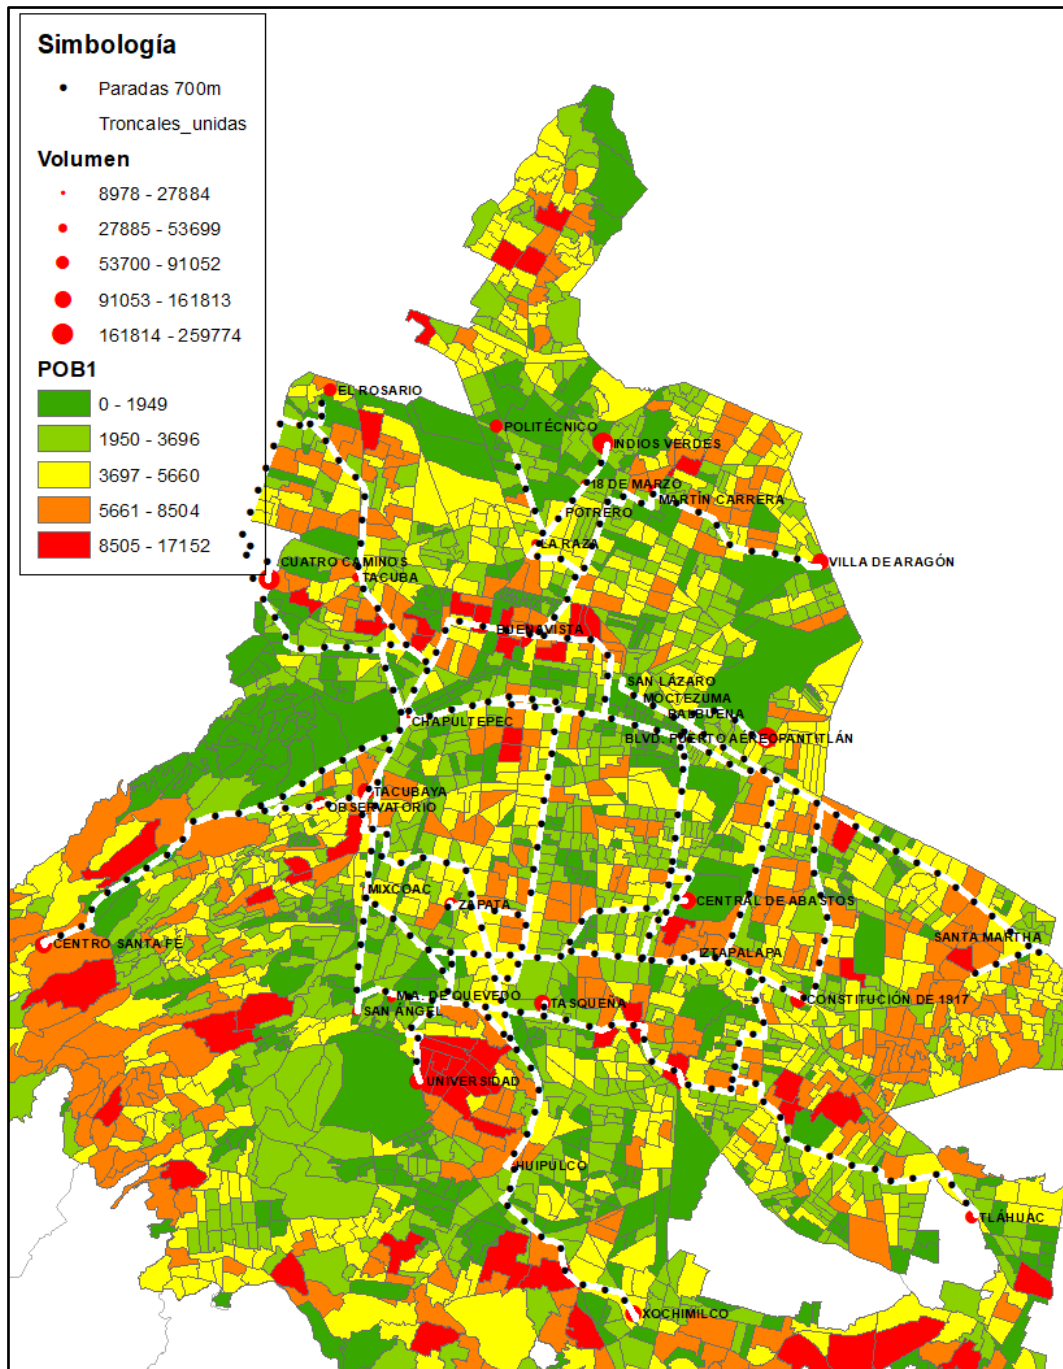 Simbología
Paradas 700m
Troncales_unidas
Volumen
8978 - 27884
27885 - 53699
53700 - 91052
91053 - 161813
161814 - 259774
POB1
0 - 1949
1950 - 3696
3697 - 5660
5661 - 8504
8505 - 17152
EL ROSARIO
POLITÉCNICO
INDIOS VERDES
18 DE MARZO
MARTÍN CARRERA
POTRERO
LA RAZA
CUATRO CAMINOS
VILLA DE ARAGÓN
TACUBA
BUENAVISTA
SAN LÁZARO
MOCTEZUMA
BALBUENA
CHAPULTEPEC
BLVD. PUERTO AÉREO
PANTITLÁN
TACUBAYA
OBSERVATORIO
MIXCOAC
ZAPATA
CENTRAL DE ABASTOS
CENTRO SANTA FE
SANTA MARTHA
IZTAPALAPA
M.A. DE QUEVEDO
TASQUEÑA
CONSTITUCIÓN DE 1917
SAN ÁNGEL
UNIVERSIDAD
HUIPULCO
TLÁHUAC
XOCHIMILCO